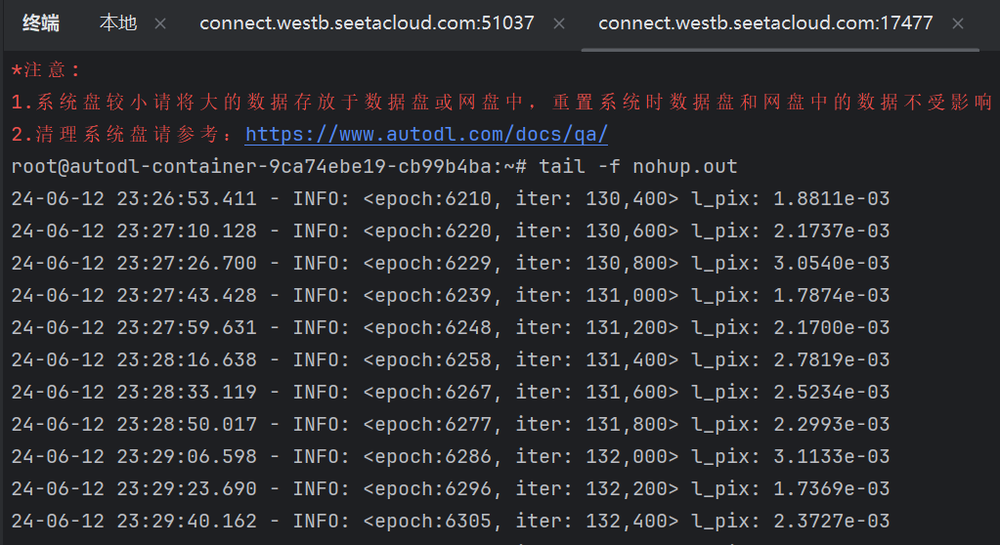 终端 本地 × connect.westb.seetacloud.com:51037 × connect.westb.seetacloud.com:17477 ×
*注意:
1.系统盘较小请将大的数据存放于数据盘或网盘中，重置系统时数据盘和网盘中的数据不受影响
2.清理系统盘请参考：https://www.autodl.com/docs/qa/
root@autodl-container-9ca74ebe19-cb99b4ba:~# tail -f nohup.out
24-06-12 23:26:53.411 - INFO: <epoch:6210, iter: 130,400> l_pix: 1.8811e-03
24-06-12 23:27:10.128 - INFO: <epoch:6220, iter: 130,600> l_pix: 2.1737e-03
24-06-12 23:27:26.700 - INFO: <epoch:6229, iter: 130,800> l_pix: 3.0540e-03
24-06-12 23:27:43.428 - INFO: <epoch:6239, iter: 131,000> l_pix: 1.7874e-03
24-06-12 23:27:59.631 - INFO: <epoch:6248, iter: 131,200> l_pix: 2.1700e-03
24-06-12 23:28:16.638 - INFO: <epoch:6258, iter: 131,400> l_pix: 2.7819e-03
24-06-12 23:28:33.119 - INFO: <epoch:6267, iter: 131,600> l_pix: 2.5234e-03
24-06-12 23:28:50.017 - INFO: <epoch:6277, iter: 131,800> l_pix: 2.2993e-03
24-06-12 23:29:06.598 - INFO: <epoch:6286, iter: 132,000> l_pix: 3.1133e-03
24-06-12 23:29:23.690 - INFO: <epoch:6296, iter: 132,200> l_pix: 1.7369e-03
24-06-12 23:29:40.162 - INFO: <epoch:6305, iter: 132,400> l_pix: 2.3727e-03